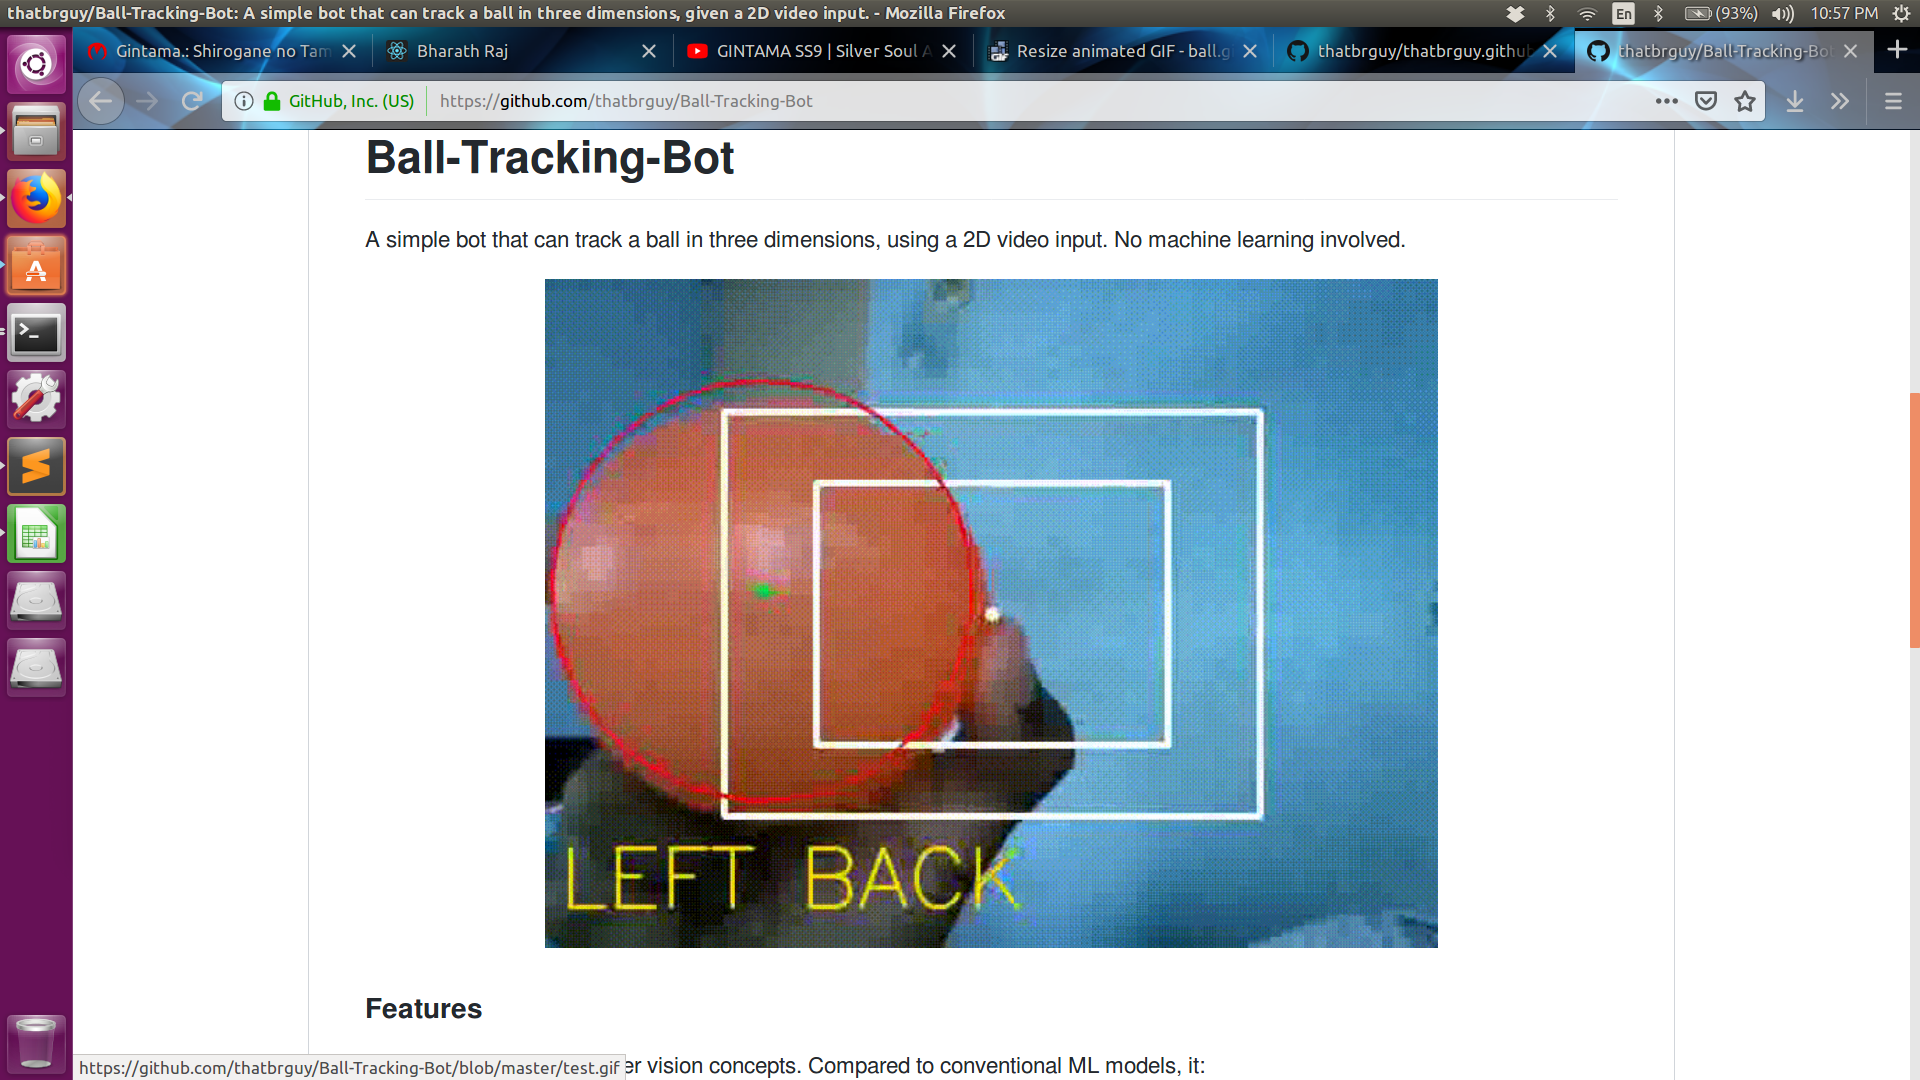 thatbrguy/Ball-Tracking-Bot: A simple bot that can track a ball in three dimensions, given a 2D video input. - Mozilla Firefox
En
(93%)
10:57 PM
Gintama.: Shirogane no Tam
Bharath Raj
GINTAMA SS9 | Silver Soul A
Resize animated GIF - ball.g
thatbrguy/thatbrguy.github
thatbrguy/Ball-Tracking-Bot
GitHub, Inc. (US)
https://github.com/thatbrguy/Ball-Tracking-Bot
Ball-Tracking-Bot
A simple bot that can track a ball in three dimensions, using a 2D video input. No machine learning involved.
LEFT BACK
Features
er vision concepts. Compared to conventional ML models, it:
https://github.com/thatbrguy/Ball-Tracking-Bot/blob/master/test.gif